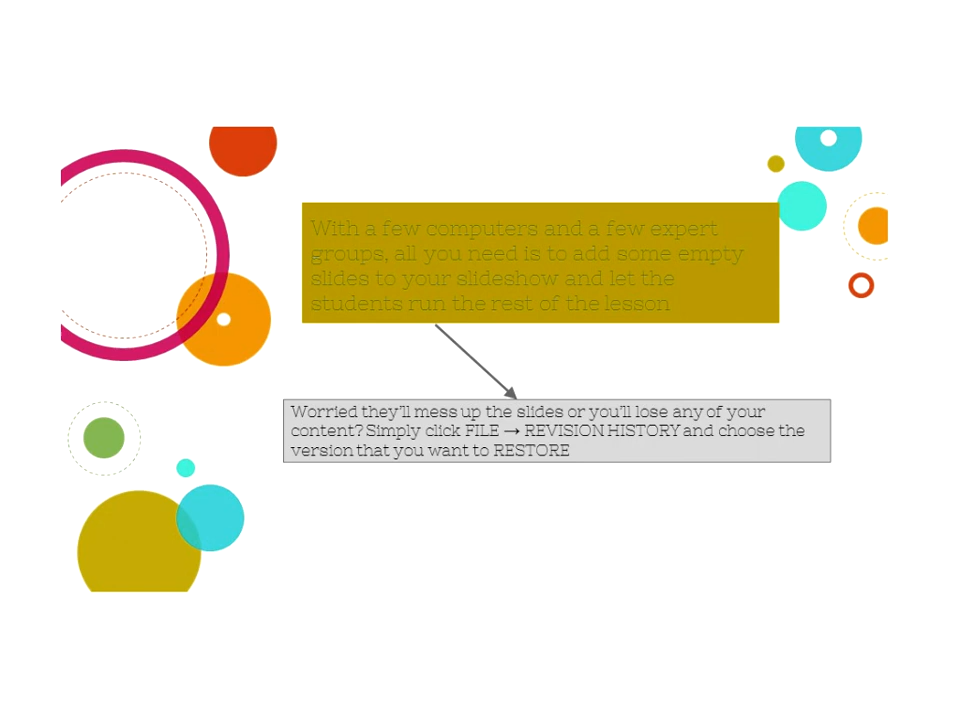 With a few computers and a few expert
groups, all you need is to add some empty
slides to your slideshow and let the
students run the rest of the lesson
Worried they'll mess up the slides or you'll lose any of your
content? Simply click FILE → REVISION HISTORY and choose the
version that you want to RESTORE